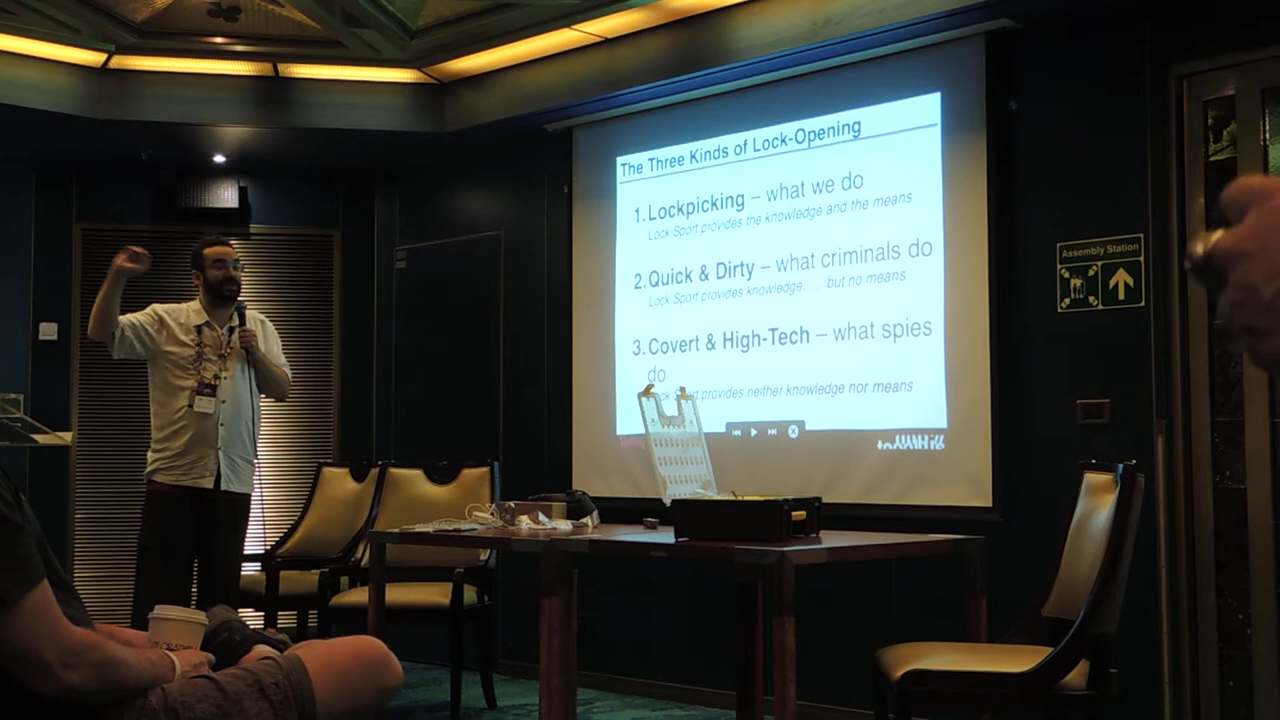 The Three Kinds of Lock-Opening
1. Lockpicking – what we do
Lock Sport provides the knowledge and the means
2. Quick & Dirty – what criminals do
Lock Sport provides knowledge. . . but no means
3. Covert & High-Tech – what spies
do
Lock Sport provides neither knowledge nor means
Assembly Station